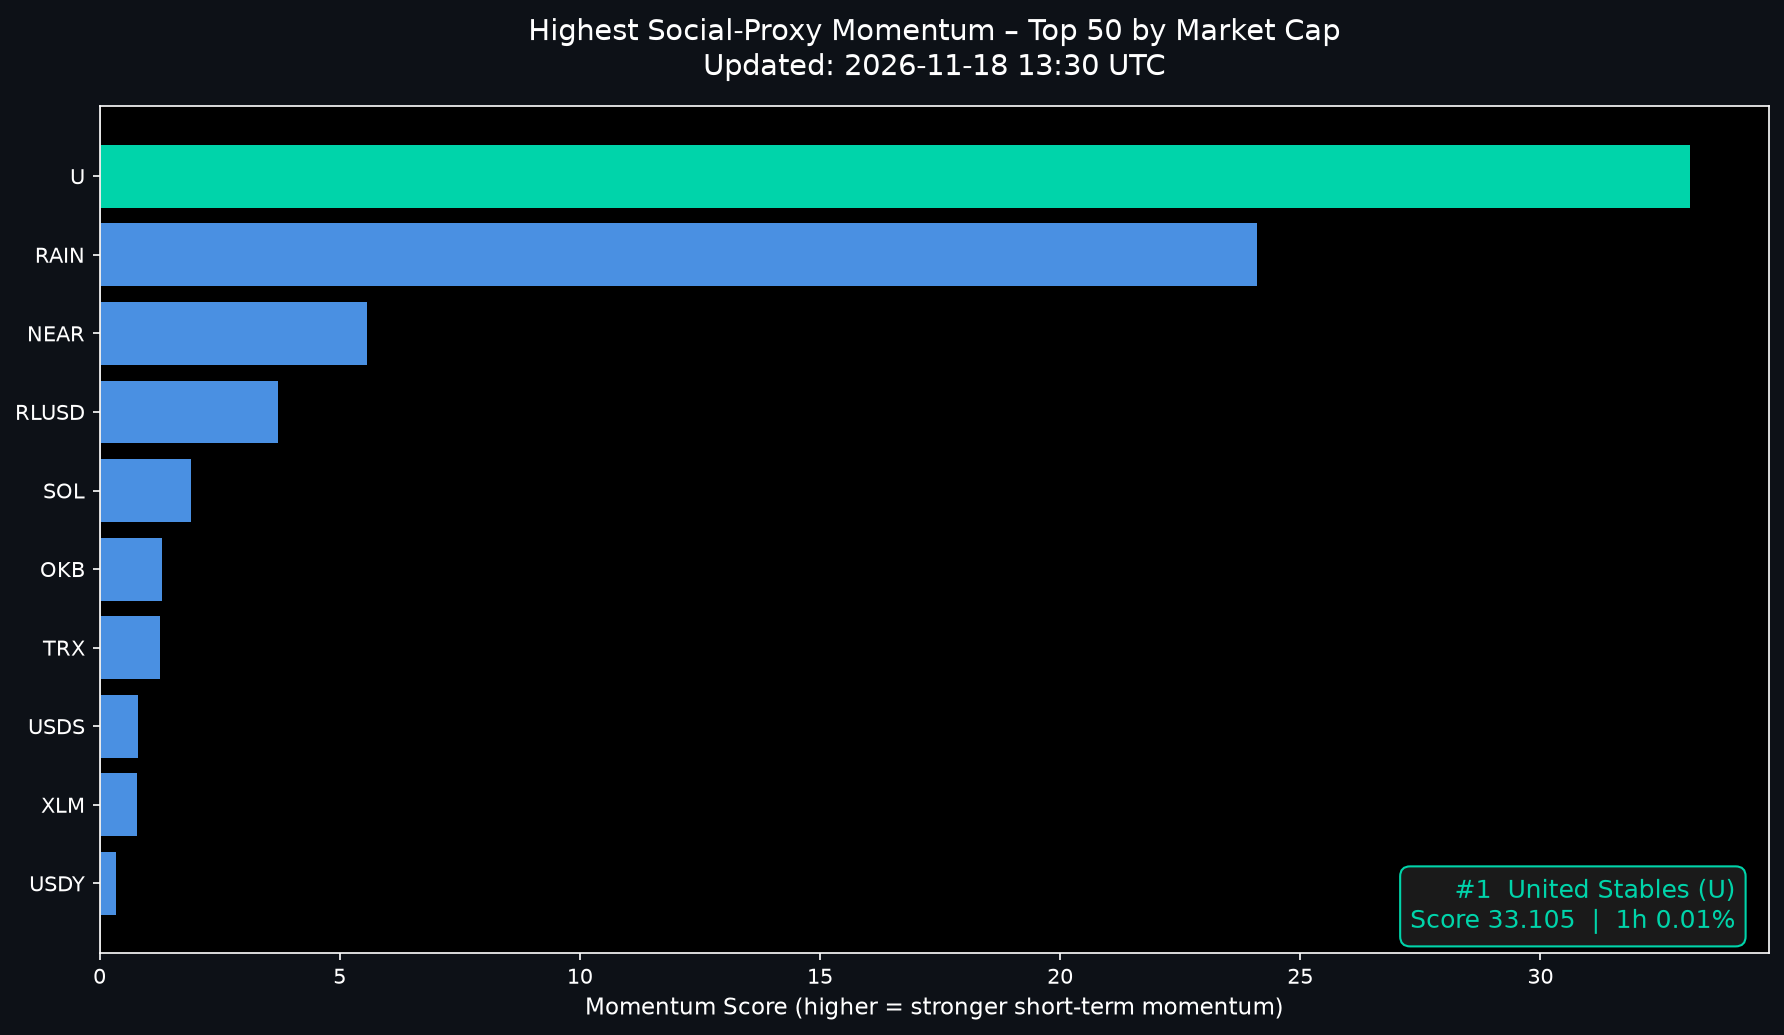 Highest Social-Proxy Momentum – Top 50 by Market Cap
Updated: 2026-11-18 13:30 UTC
U
RAIN
NEAR
RLUSD
SOL
OKB
TRX
USDS
XLM
USDY
#1  United Stables (U)
Score 33.105  |  1h 0.01%
0 5 10 15 20 25 30
Momentum Score (higher = stronger short-term momentum)